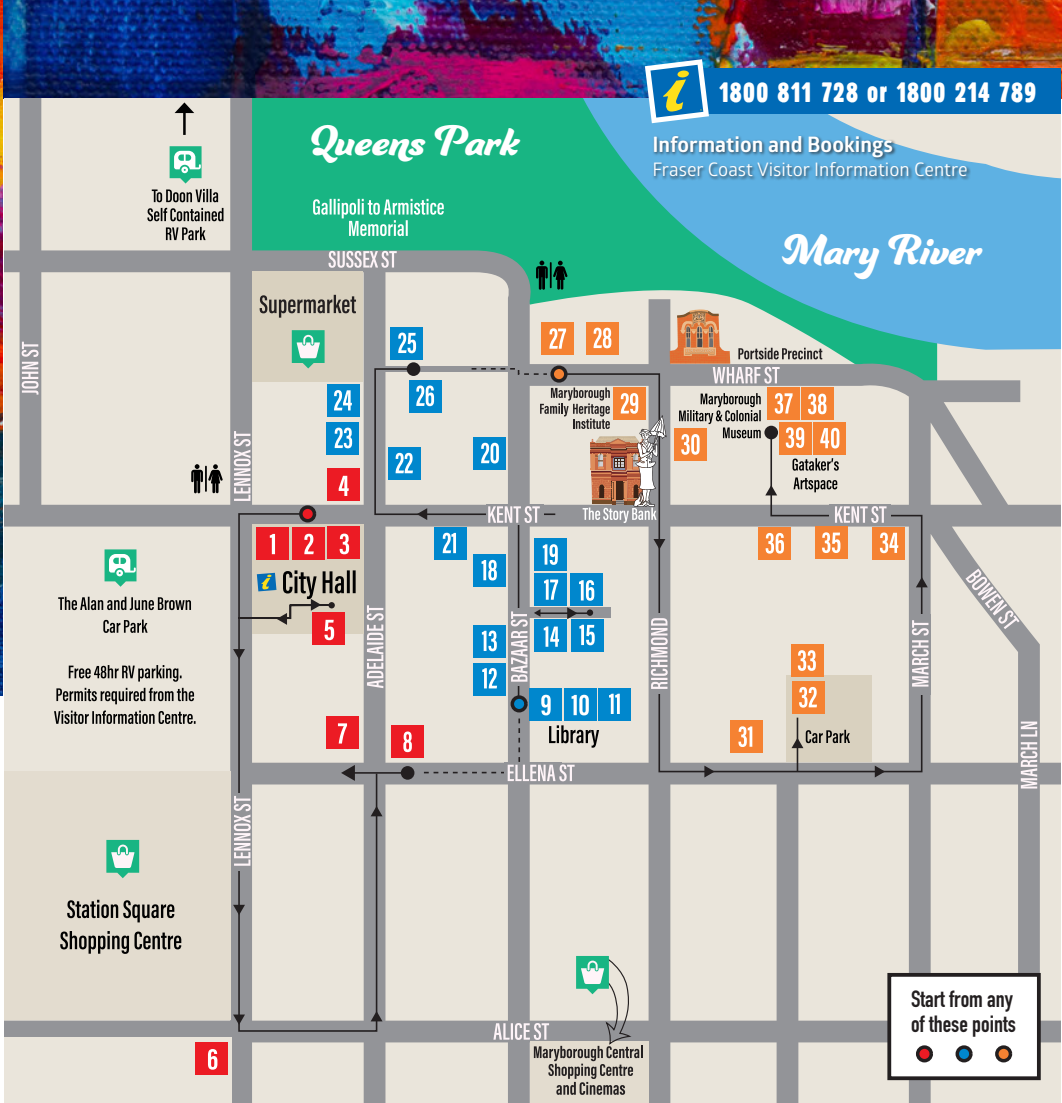 i 1800 811 728 or 1800 214 789
Information and Bookings
Fraser Coast Visitor Information Centre
Queens Park
Gallipoli to Armistice
Memorial
Mary River
To Doon Villa
Self Contained
RV Park
SUSSEX ST
Supermarket
JOHN ST
LENNOX ST
25
26
24
23
22
20
4
27 28
Maryborough
Family Heritage
Institute
29
Portside Precinct
WHARF ST
Maryborough
Military & Colonial
Museum
37 38
39 40
Gataker's
Artspace
30
The Story Bank
KENT ST
KENT ST
1 2 3
i City Hall
5
21
18
19
17 16
14 15
13
12
36 35 34
The Alan and June Brown
Car Park
Free 48hr RV parking.
Permits required from the
Visitor Information Centre.
ADELAIDE ST
BAZAAR ST
RICHMOND
MARCH ST
BOWEN ST
MARCH LN
33
32
31
Car Park
9 10 11
Library
7
8
ELLENA ST
LENNOX ST
Station Square
Shopping Centre
ALICE ST
6
Maryborough Central
Shopping Centre
and Cinemas
Start from any
of these points